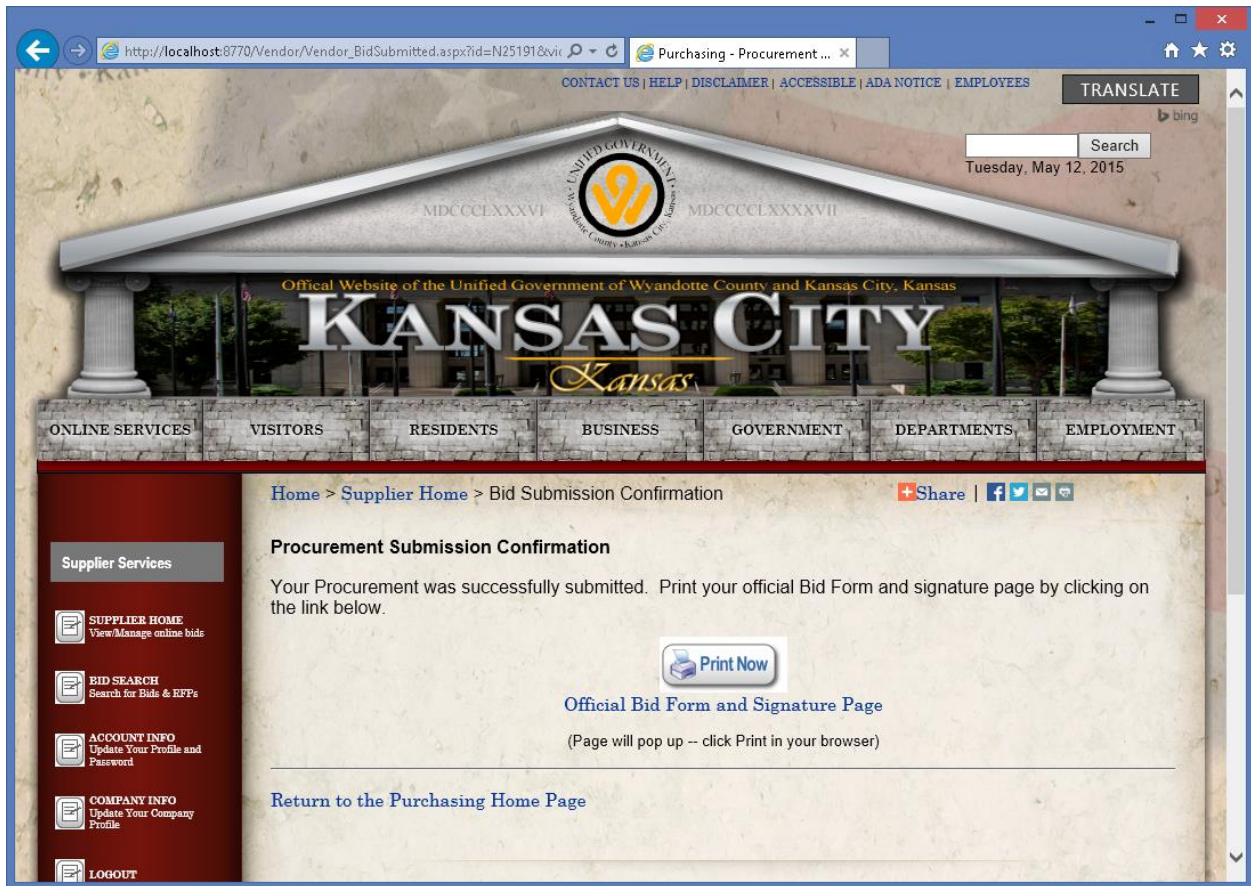 http://localhost:8770/Vendor/Vendor_BidSubmitted.aspx?id=N25191&vic
Purchasing - Procurement ...
CONTACT US | HELP | DISCLAIMER | ACCESSIBLE | ADA NOTICE | EMPLOYEES
TRANSLATE
bing
Search
Tuesday, May 12, 2015
UNIFIED GOVERNMENT
Wyandotte County • Kansas City, Kansas
MDCCCLXXXVI
MDCCCCLXXXXVII
Offical Website of the Unified Government of Wyandotte County and Kansas City, Kansas
KANSAS CITY
Kansas
ONLINE SERVICES VISITORS RESIDENTS BUSINESS GOVERNMENT DEPARTMENTS EMPLOYMENT
Home > Supplier Home > Bid Submission Confirmation
Share |
Supplier Services
SUPPLIER HOME
View/Manage online bids
BID SEARCH
Search for Bids & RFPs
ACCOUNT INFO
Update Your Profile and
Password
COMPANY INFO
Update Your Company
Profile
LOGOUT
Procurement Submission Confirmation
Your Procurement was successfully submitted. Print your official Bid Form and signature page by clicking on
the link below.
Print Now
Official Bid Form and Signature Page
(Page will pop up -- click Print in your browser)
Return to the Purchasing Home Page